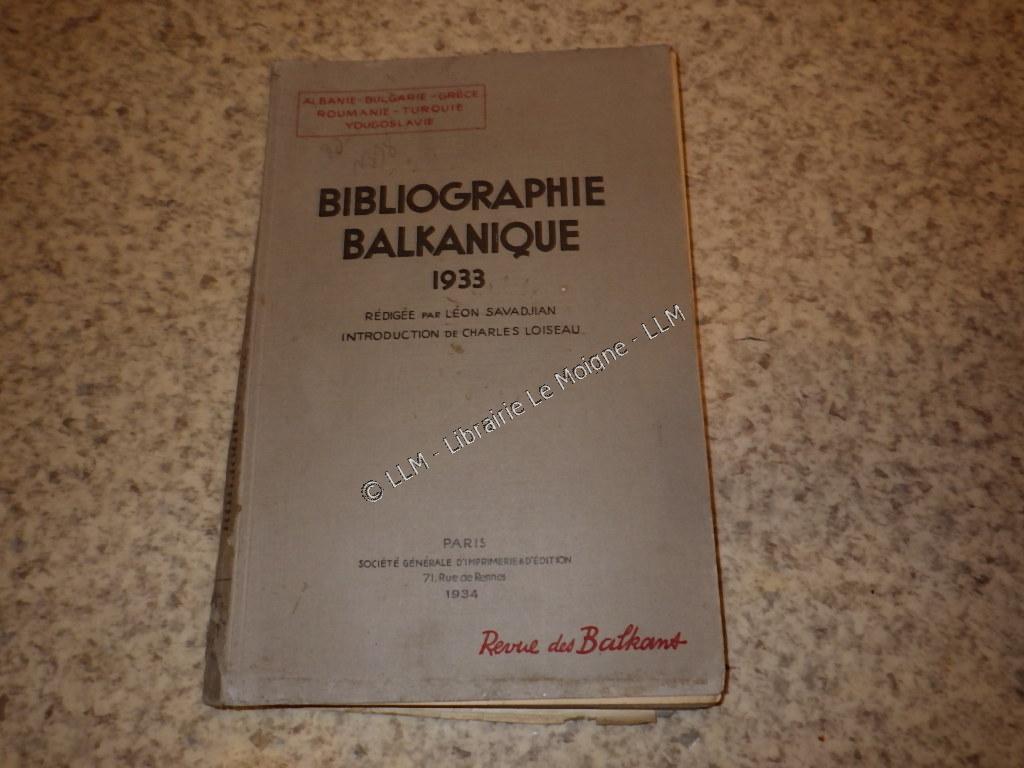 ALBANIE - BULGARIE - GRÈCE
ROUMANIE - TURQUIE
YOUGOSLAVIE
BIBLIOGRAPHIE
BALKANIQUE
1933
RÉDIGÉE PAR LÉON SAVADJIAN
INTRODUCTION DE CHARLES LOISEAU
© LLM - Librairie Le Moigne - LLM
PARIS
SOCIÉTÉ GÉNÉRALE D'IMPRIMERIE & D'ÉDITION
71, Rue de Rennes
1934
Revue des Balkans